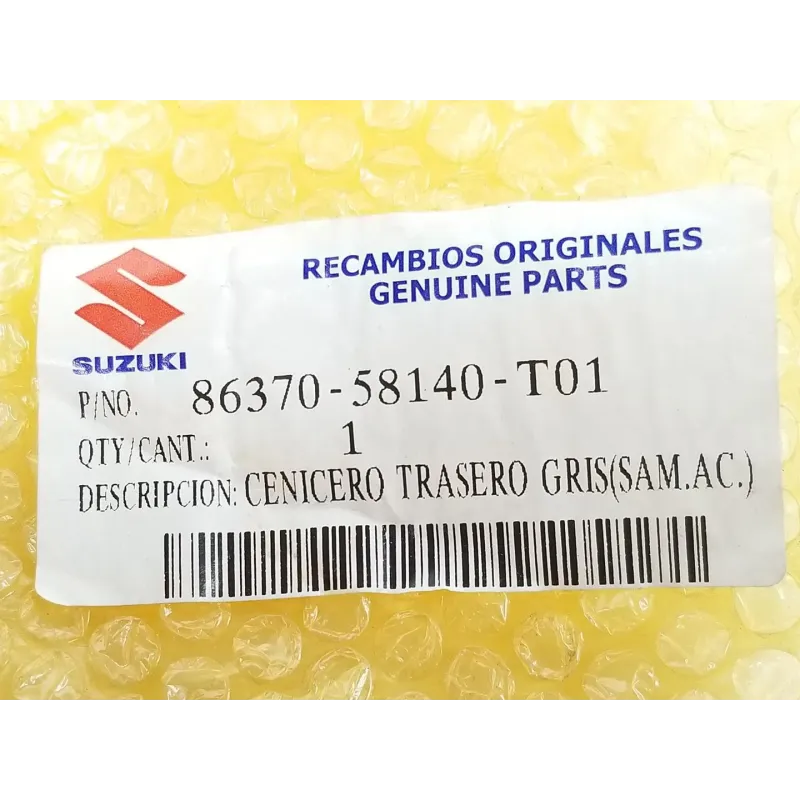 RECAMBIOS ORIGINALES
GENUINE PARTS
SUZUKI
P/NO. 86370-58140-T01
QTY/CANT.: 1
DESCRIPCION: CENICERO TRASERO GRIS(SAM.AC.)